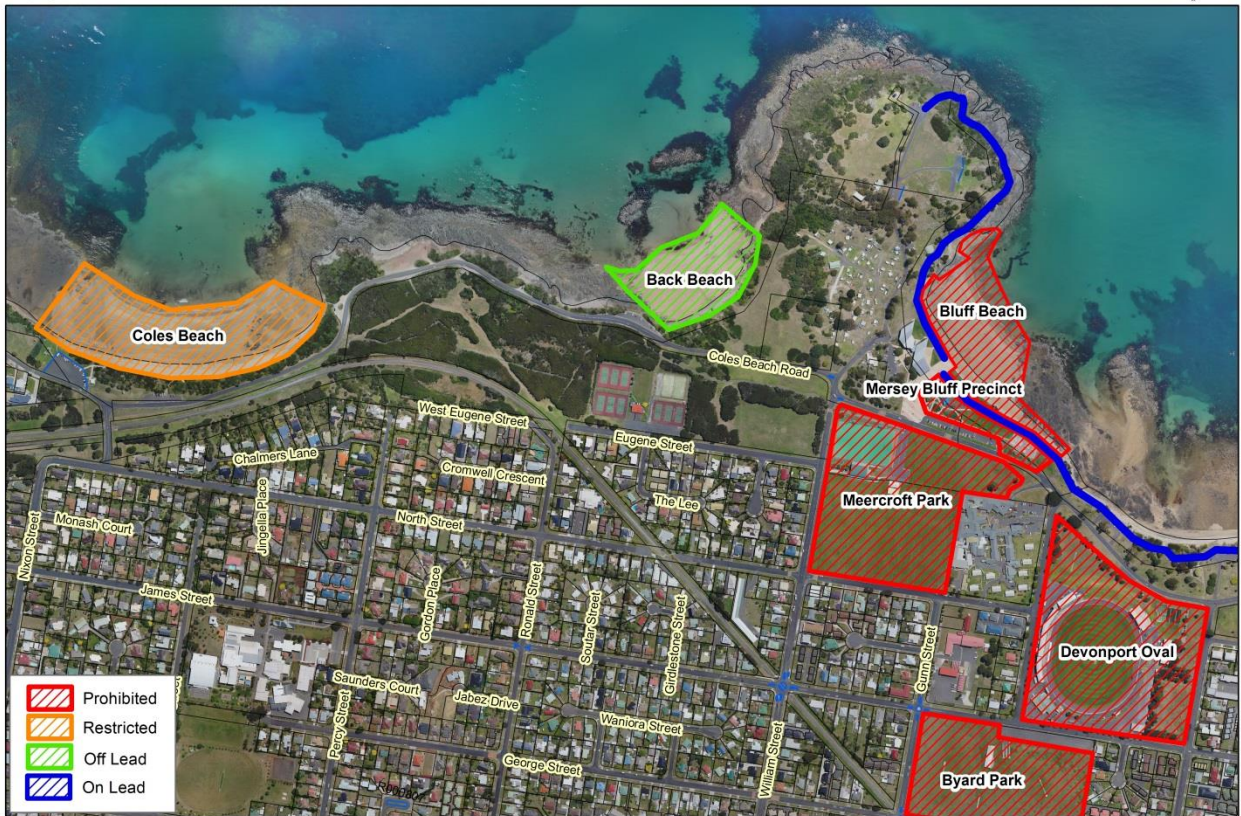 Back Beach
Bluff Beach
Coles Beach
Coles Beach Road
Mersey Bluff Precinct
West Eugene Street
Eugene Street
Chalmers Lane
Cromwell Crescent
The Lee
Meercroft Park
Jingella Place
North Street
Monash Court
Nixon Street
James Street
Gordon Place
Ronald Street
Soutar Street
Girdlestone Street
Gunn Street
Devonport Oval
Saunders Court
Jabez Drive
Percy Street
Waniora Street
William Street
George Street
Byard Park
Prohibited
Restricted
Off Lead
On Lead